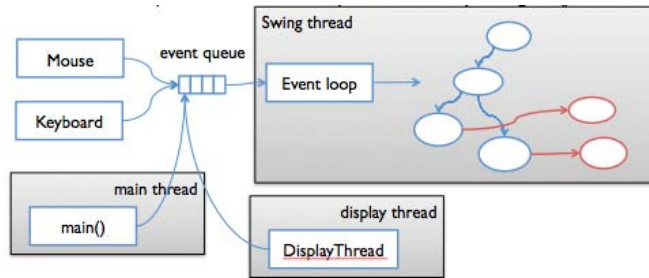 Swing thread
event queue
Mouse
Event loop
Keyboard
main thread
main()
display thread
DisplayThread